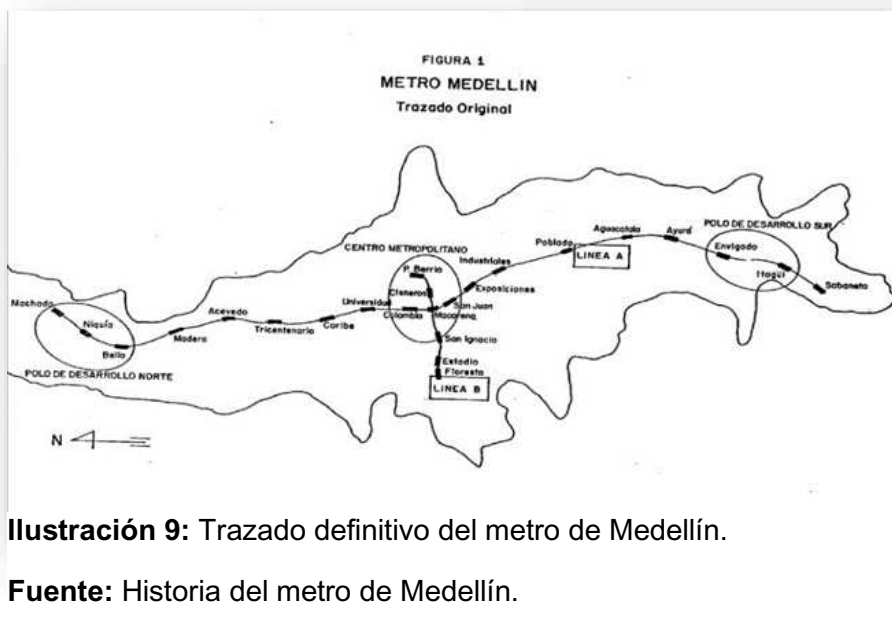 FIGURA 1
METRO MEDELLIN
Trazado Original
POLO DE DESARROLLO SUR
Aguacatala
Ayurá
Poblado
LINEA A
Envigado
Itagüí
Sabaneta
CENTRO METROPOLITANO
P. Berrio
Industriales
Cisneros
Exposiciones
Universidad
San Juan
Colombia
Macarena
Machado
Niquía
Bello
Acevedo
Madera
Tricentenario
Caribe
San Ignacio
Estadio
Floresta
LINEA B
POLO DE DESARROLLO NORTE
N
Ilustración 9: Trazado definitivo del metro de Medellín.
Fuente: Historia del metro de Medellín.